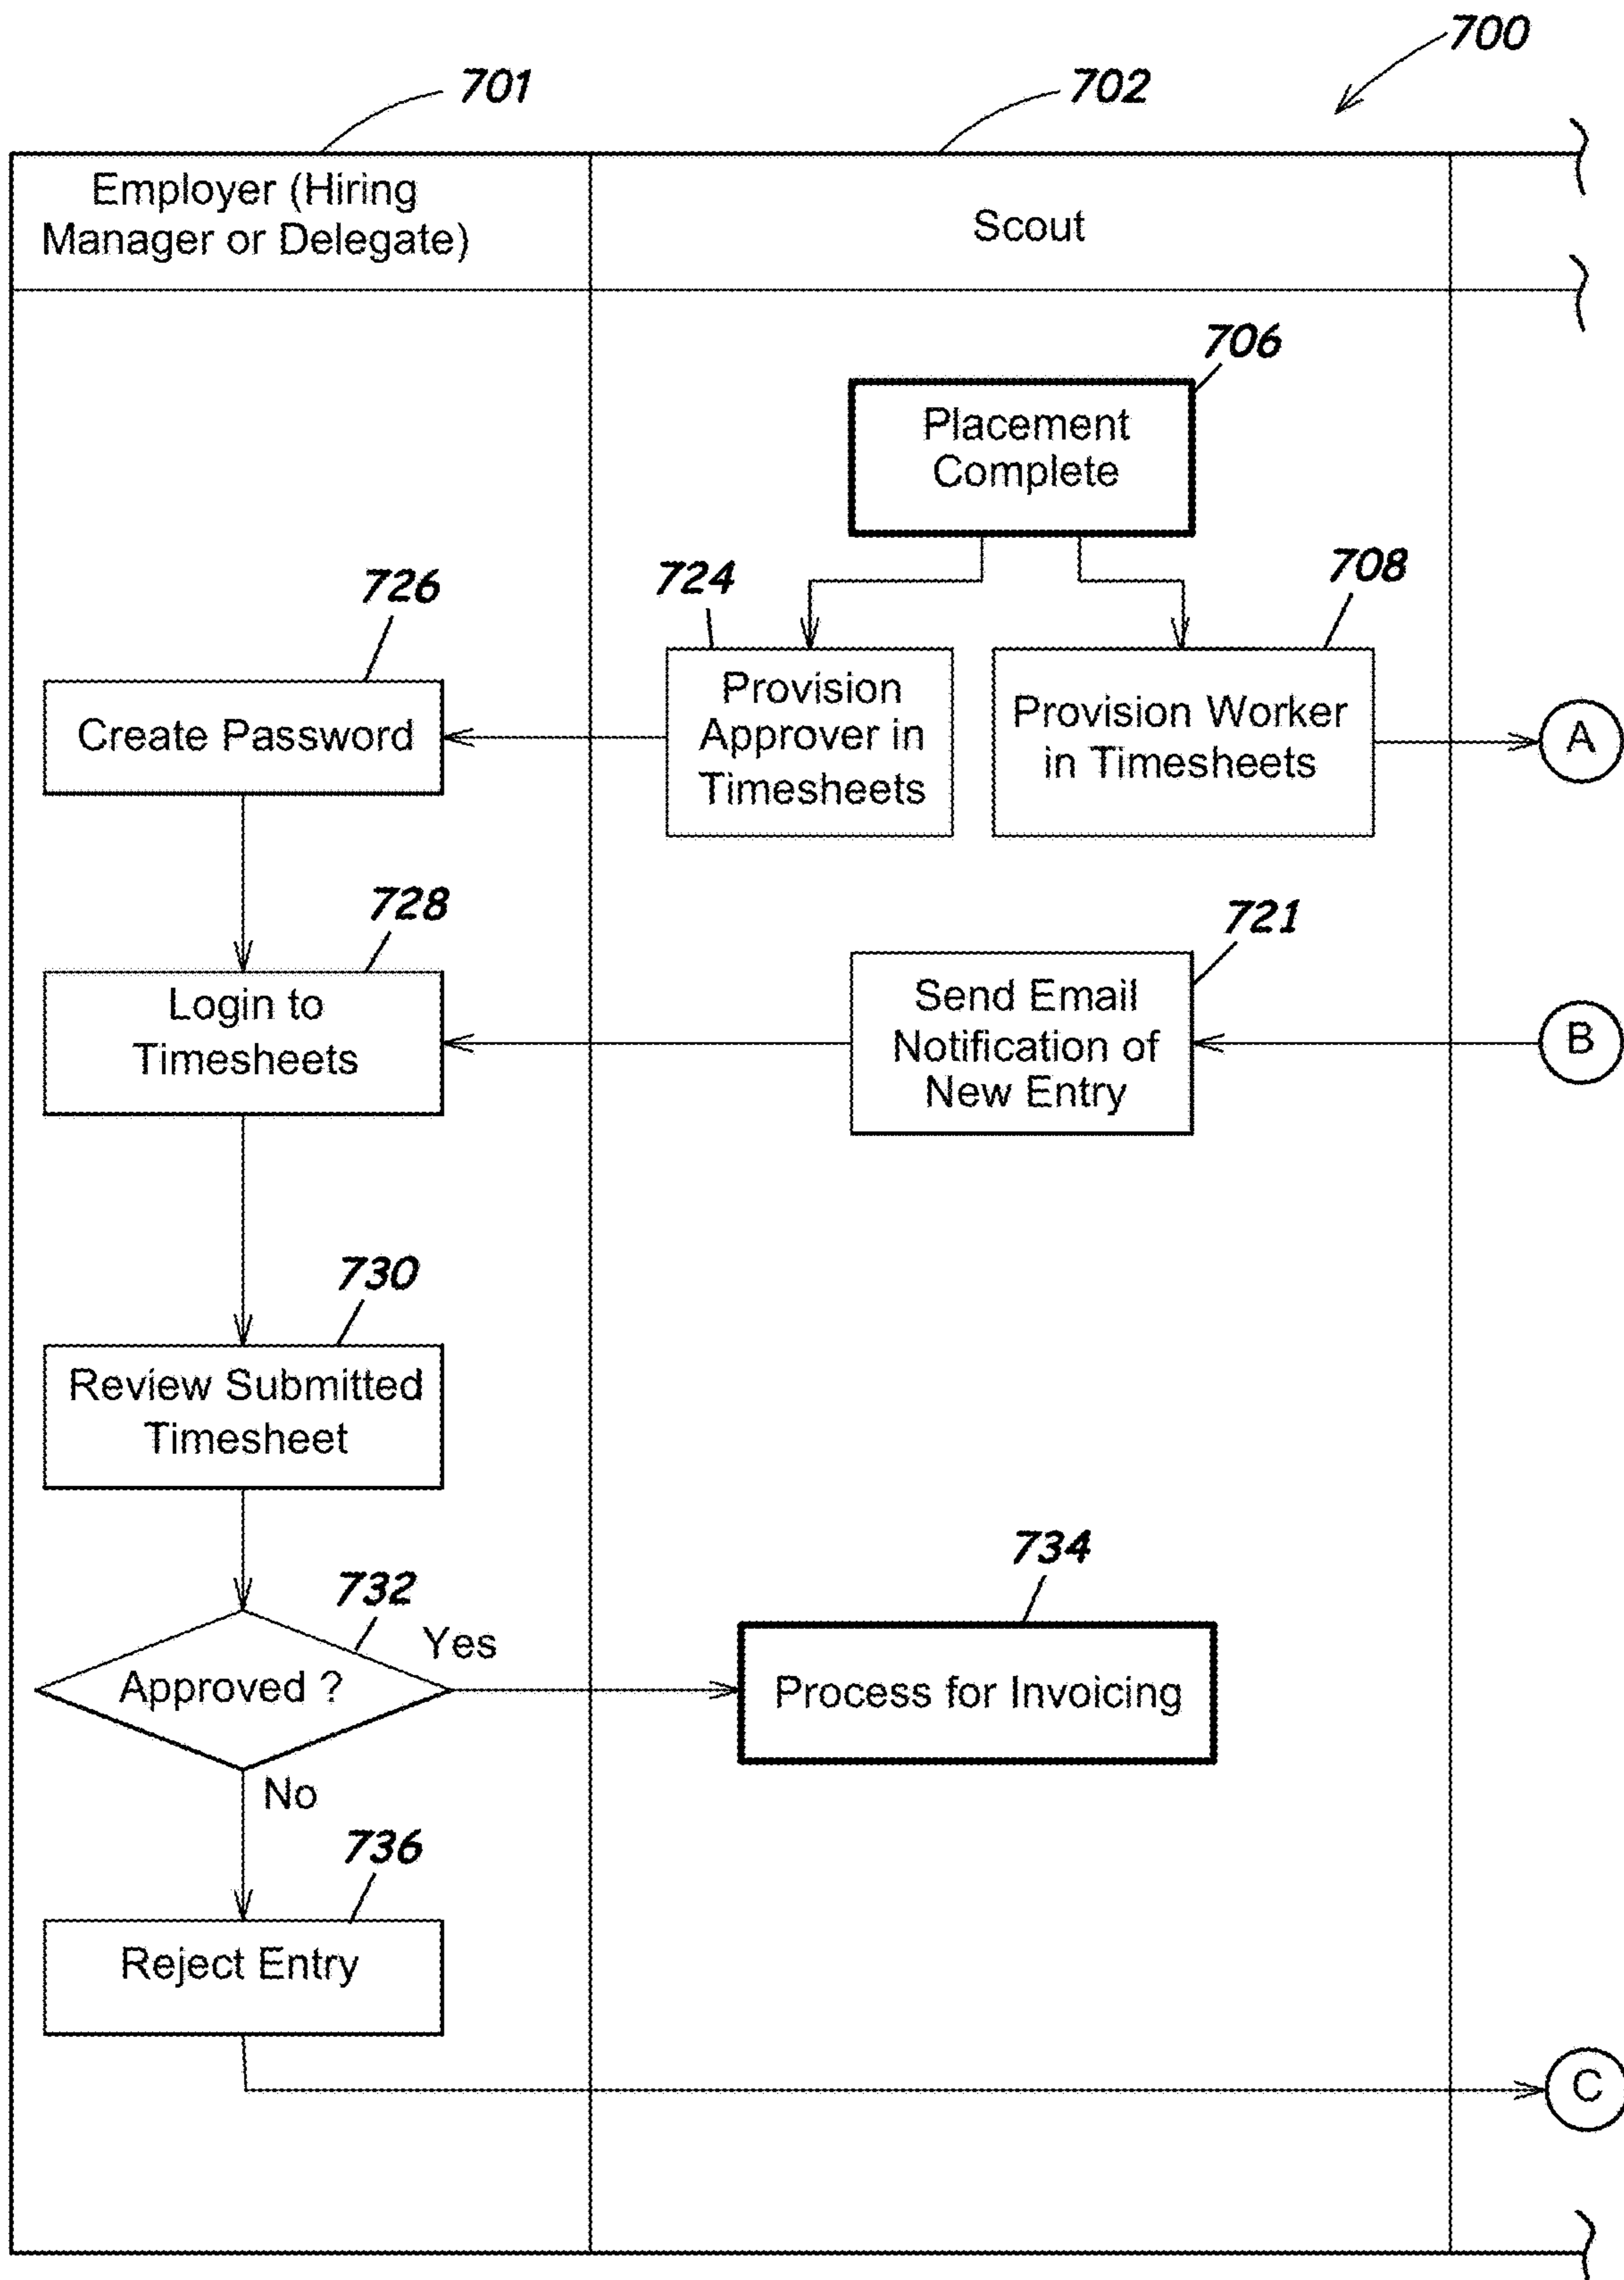 700
701
702
Employer (Hiring
Manager or Delegate)
Scout
706
Placement
Complete
726
724
708
Create Password
Provision
Approver in
Timesheets
Provision Worker
in Timesheets
A
728
721
Login to
Timesheets
Send Email
Notification of
New Entry
B
730
Review Submitted
Timesheet
732
734
Yes
Approved ?
Process for Invoicing
No
736
Reject Entry
C